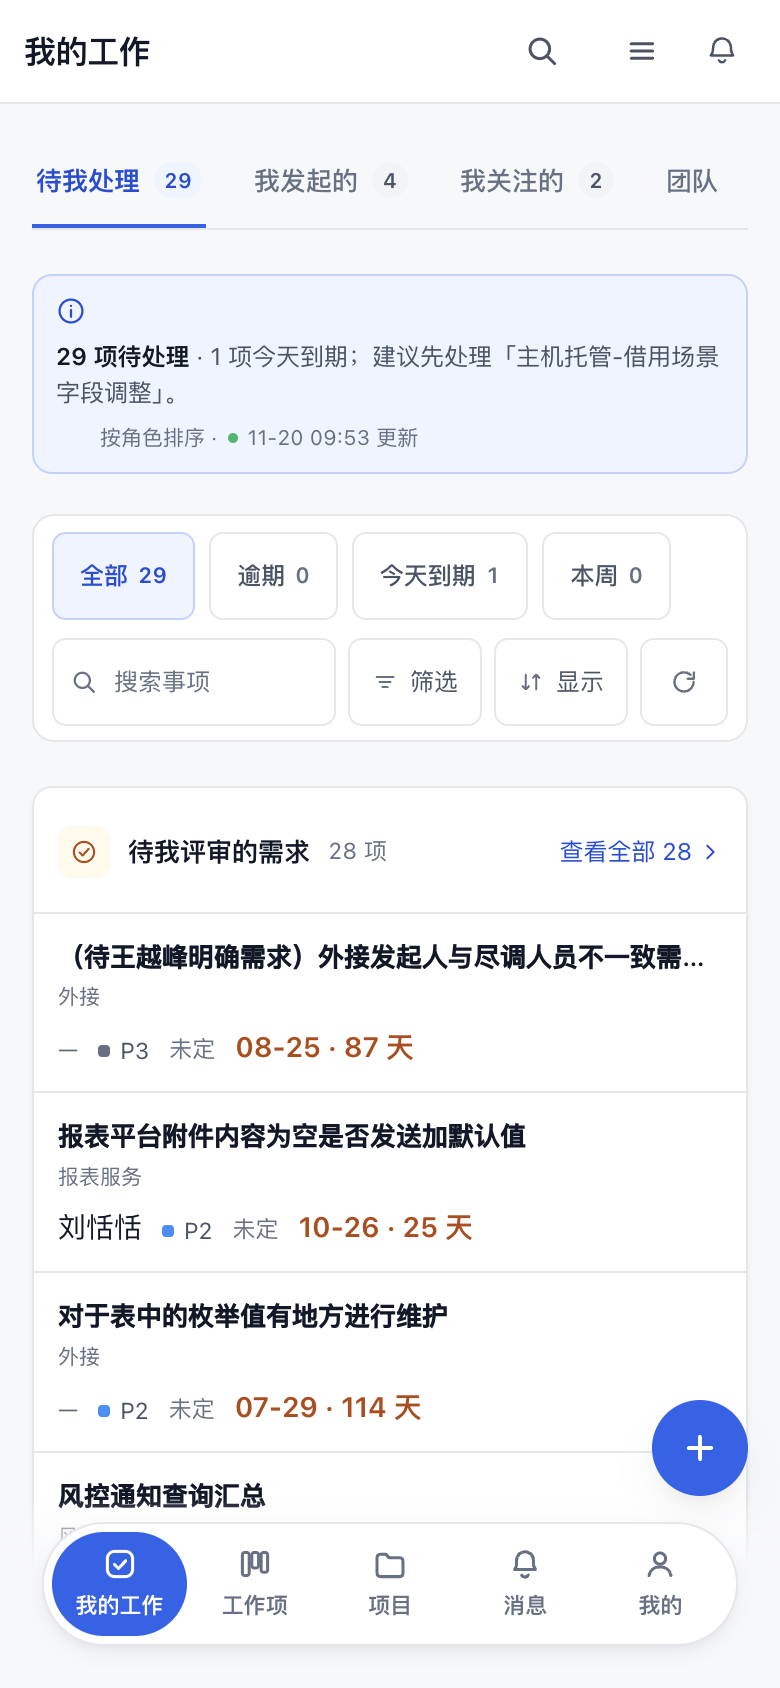 我的工作
待我处理 29 我发起的 4 我关注的 2 团队
29 项待处理 · 1 项今天到期；建议先处理「主机托管-借用场景
字段调整」。
按角色排序 · 11-20 09:53 更新
全部 29 逾期 0 今天到期 1 本周 0
搜索事项 筛选 显示
待我评审的需求 28 项 查看全部 28
（待王越峰明确需求）外接发起人与尽调人员不一致需...
外接
— P3 未定 08-25 · 87 天
报表平台附件内容为空是否发送加默认值
报表服务
刘恬恬 P2 未定 10-26 · 25 天
对于表中的枚举值有地方进行维护
外接
— P2 未定 07-29 · 114 天
风控通知查询汇总
我的工作 工作项 项目 消息 我的